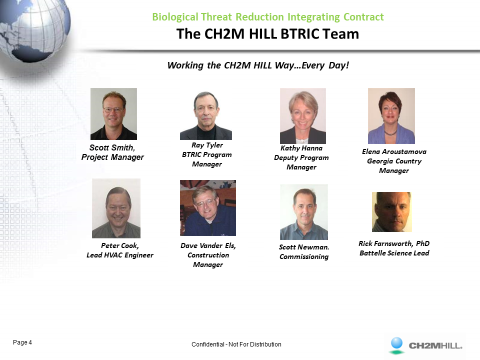 Biological Threat Reduction Integrating Contract
The CH2M HILL BTRIC Team
Working the CH2M HILL Way...Every Day!
Scott Smith,
Project Manager
Ray Tyler
BTRIC Program
Manager
Kathy Hanna
Deputy Program
Manager
Elena Aroustamova
Georgia Country
Manager
Peter Cook,
Lead HVAC Engineer
Dave Vander Els,
Construction
Manager
Scott Newman.
Commissioning
Rick Farnsworth, PhD
Battelle Science Lead
Page 4
Confidential - Not For Distribution
CH2MHILL.